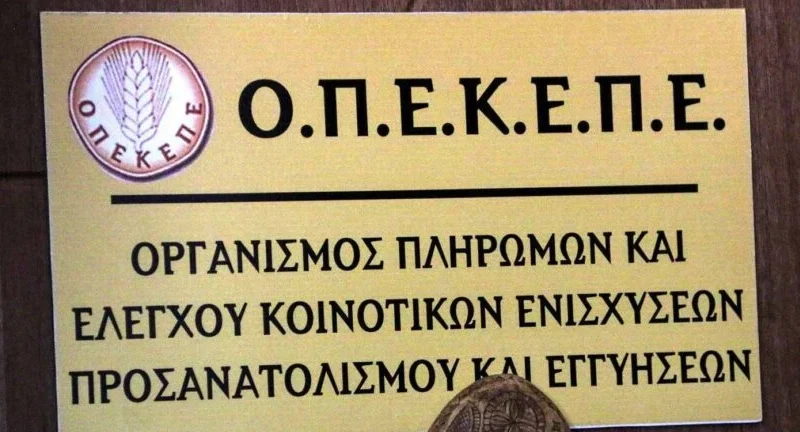 ΟΠΕΚΕΠΕ
Ο.Π.Ε.Κ.Ε.Π.Ε.
ΟΡΓΑΝΙΣΜΟΣ ΠΛΗΡΩΜΩΝ ΚΑΙ
ΕΛΕΓΧΟΥ ΚΟΙΝΟΤΙΚΩΝ ΕΝΙΣΧΥΣΕΩΝ
ΠΡΟΣΑΝΑΤΟΛΙΣΜΟΥ ΚΑΙ ΕΓΓΥΗΣΕΩΝ